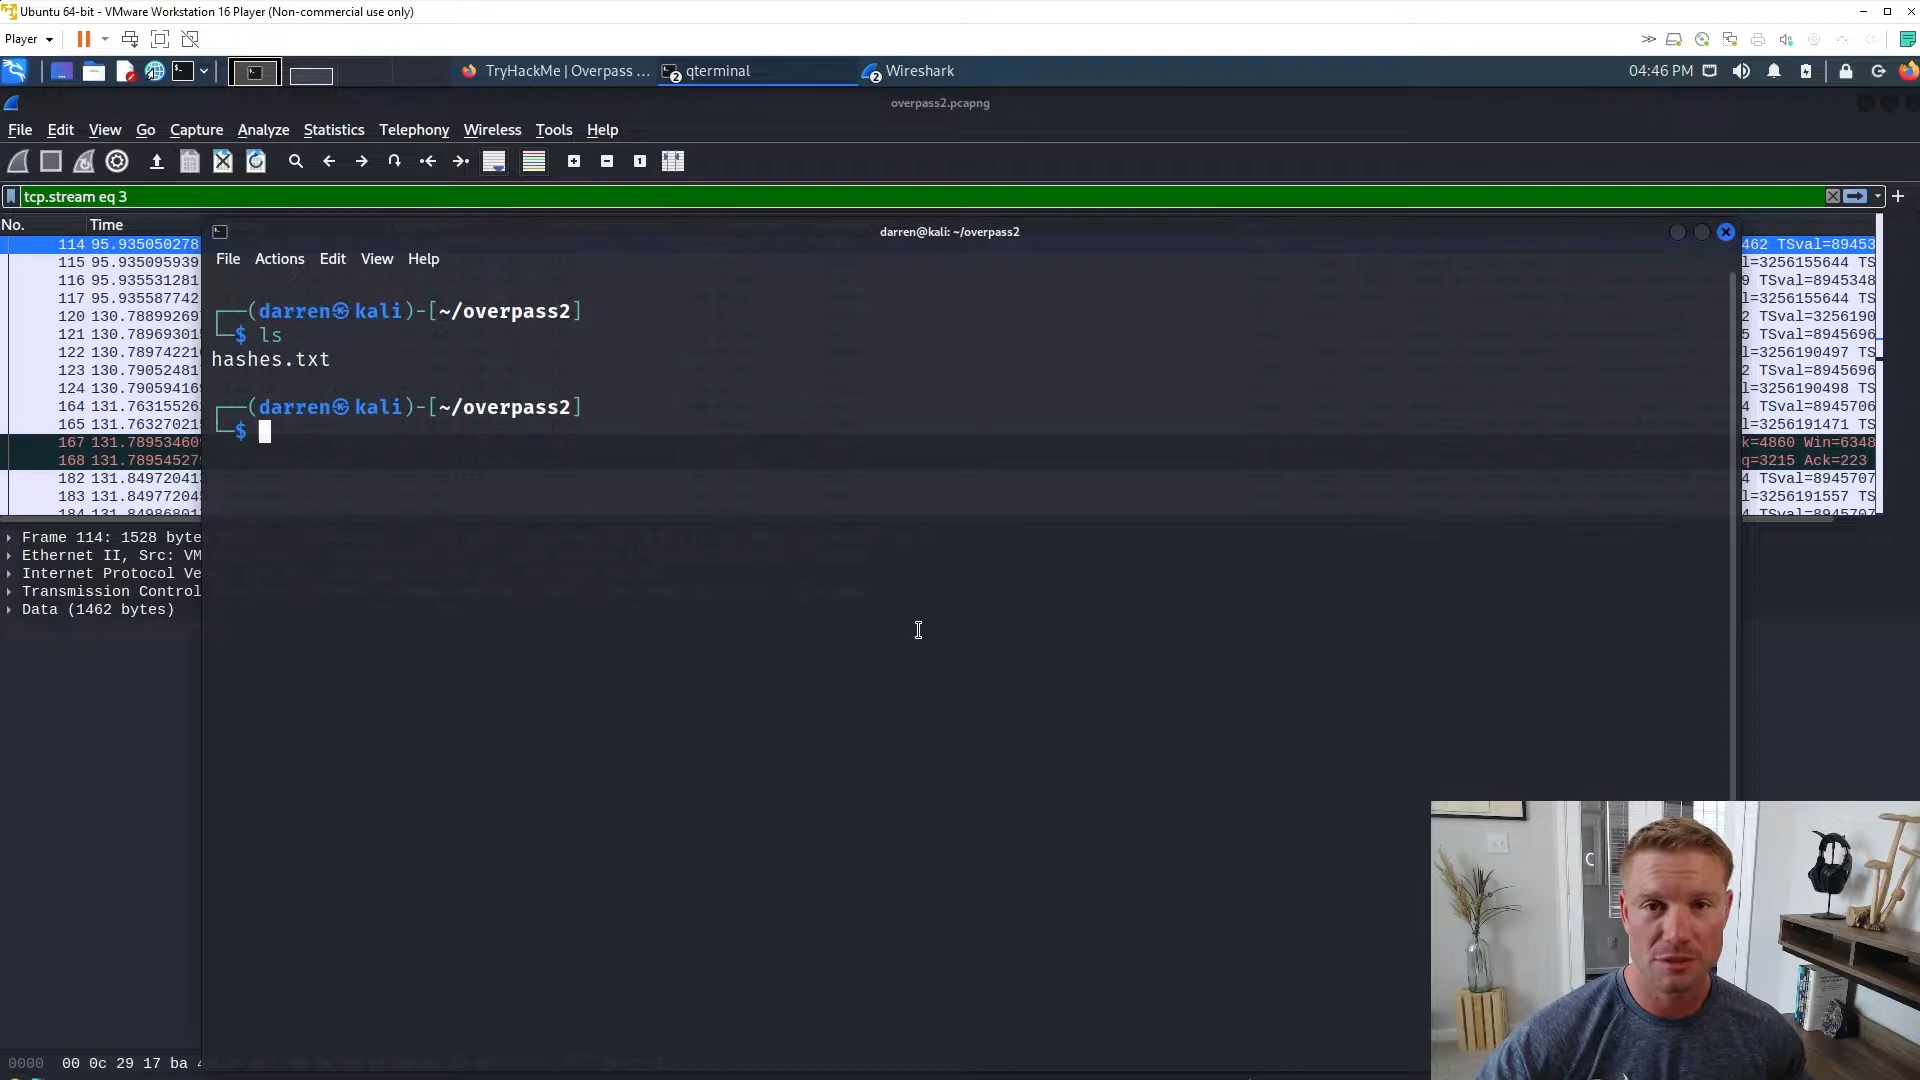 Ubuntu 64-bit - VMware Workstation 16 Player (Non-commercial use only)
Player
TryHackMe | Overpass ...
2 qterminal
2 Wireshark
04:46 PM
overpass2.pcapng
File Edit View Go Capture Analyze Statistics Telephony Tools Wireless Help
tcp.stream eq 3
No. Time
darren@kali: ~/overpass2
File Actions Edit View Help
114 95.935050278
115 95.935095939
116 95.935531281
117 95.935587742
120 130.78899269
121 130.78969301
122 130.78974221
123 130.79052481
124 130.79059416
164 131.76315526
165 131.76327021
167 131.78953460
168 131.78954527
182 131.84972041
183 131.84977204
184 131.84986801
462 TSval=89453
l=3256155644 TS
9 TSval=8945348
l=3256155644 TS
2 TSval=3256190
5 TSval=8945696
l=3256190497 TS
2 TSval=8945696
l=3256190498 TS
4 TSval=8945706
l=3256191471 TS
k=4860 Win=6348
q=3215 Ack=223
4 TSval=8945707
l=3256191557 TS
4 TSval=8945707
┌──(darren㉿kali)-[~/overpass2]
└─$ ls
hashes.txt
┌──(darren㉿kali)-[~/overpass2]
└─$
Frame 114: 1528 byte
Ethernet II, Src: VM
Internet Protocol Ve
Transmission Control
Data (1462 bytes)
0000 00 0c 29 17 ba